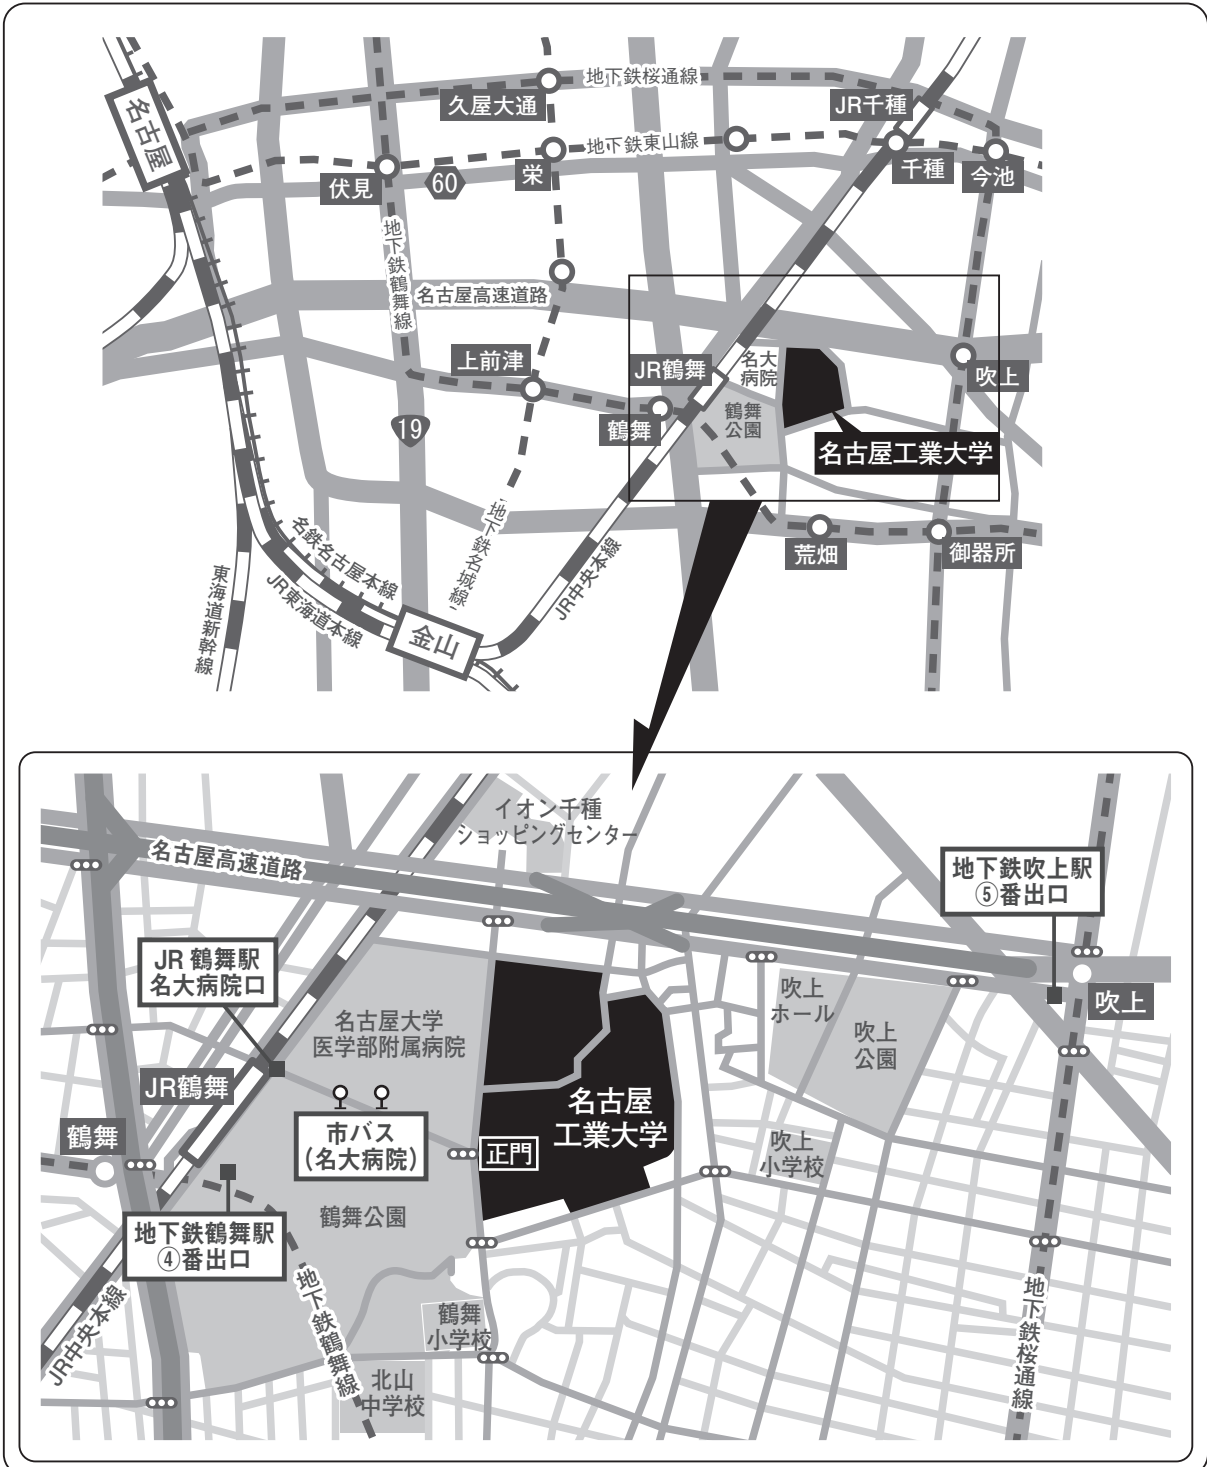 名古屋
久屋大通
地下鉄桜通線
JR千種
地下鉄東山線
伏見
60
栄
千種
今池
地下鉄鶴舞線
名古屋高速道路
上前津
JR鶴舞
名大
病院
吹上
鶴舞
公園
19
鶴舞
名古屋工業大学
地下鉄名城線
荒畑
御器所
名鉄名古屋本線
JR東海道本線
東海道新幹線
JR中央本線
金山
イオン千種
ショッピングセンター
名古屋高速道路
地下鉄吹上駅
⑤番出口
JR 鶴舞駅
名大病院口
吹上
ホール
吹上
名古屋大学
医学部附属病院
吹上
公園
JR鶴舞
名古屋
工業大学
鶴舞
市バス
(名大病院)
正門
吹上
小学校
鶴舞公園
地下鉄鶴舞駅
④番出口
地下鉄鶴舞線
JR中央本線
鶴舞
小学校
地下鉄桜通線
北山
中学校